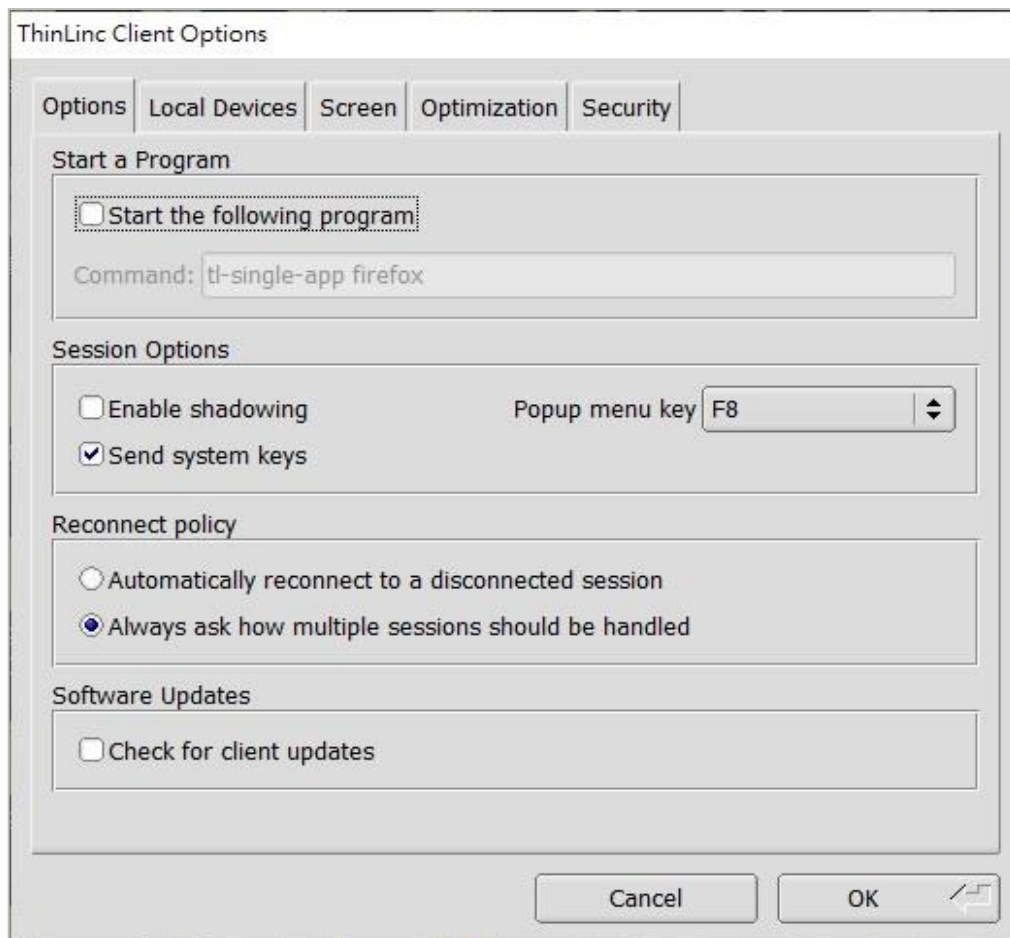 ThinLinc Client Options
Options Local Devices Screen Optimization Security
Start a Program
Start the following program
Command: tl-single-app firefox
Session Options
Enable shadowing Popup menu key F8
Send system keys
Reconnect policy
Automatically reconnect to a disconnected session
Always ask how multiple sessions should be handled
Software Updates
Check for client updates
Cancel OK